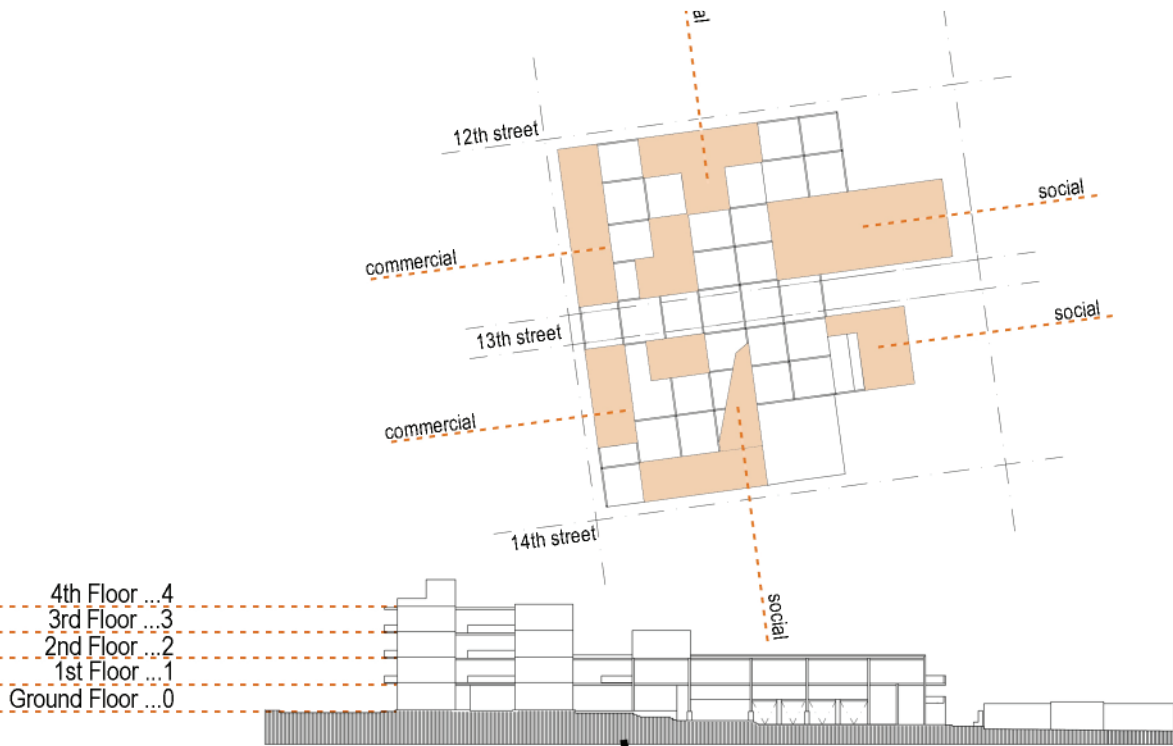 al
12th street
social
commercial
social
13th street
commercial
14th street
social
4th Floor ...4
3rd Floor ...3
2nd Floor ...2
1st Floor ...1
Ground Floor ...0